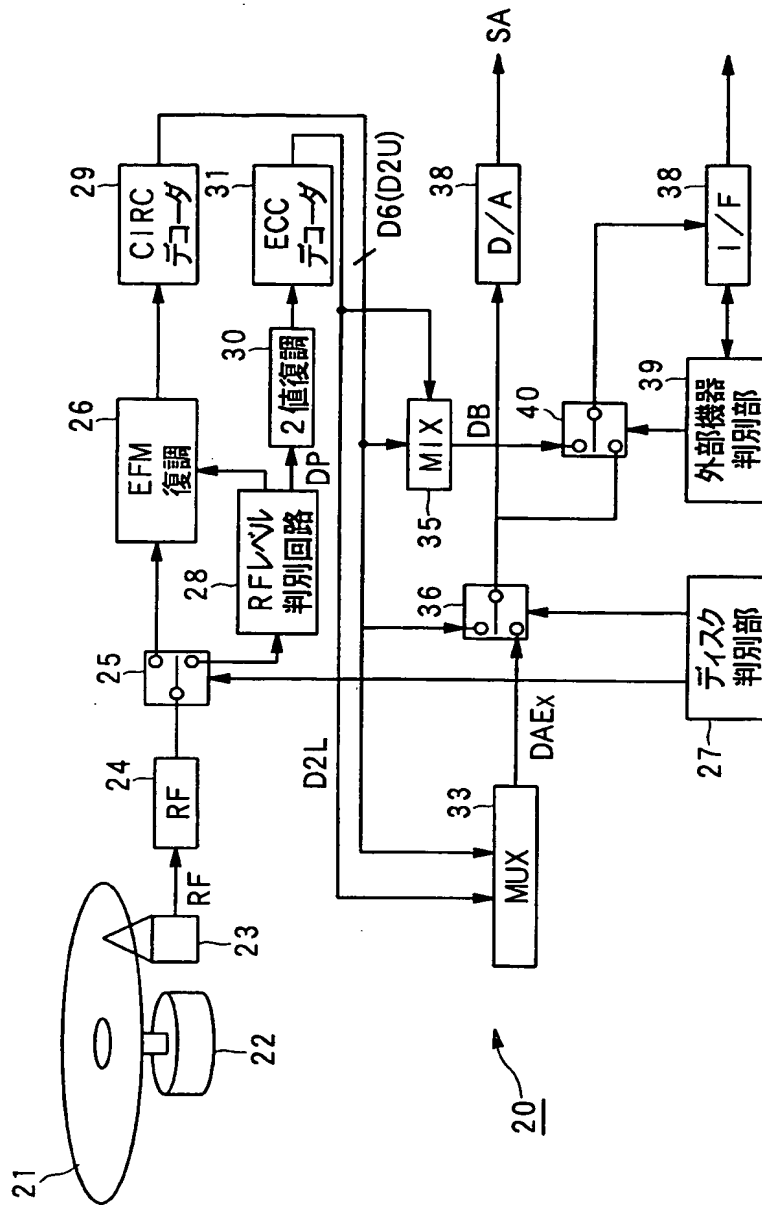 21
22
23
RF
24
RF
25
26
EFM
復調
29
CIRC
デコーダ
28
RFレベル
判別回路
DP
30
2値復調
31
ECC
デコーダ
D6(D2U)
D2L
33
MUX
DAEx
36
35
MIX
DB
38
D/A
SA
40
38
I/F
39
外部機器
判別部
27
ディスク
判別部
20